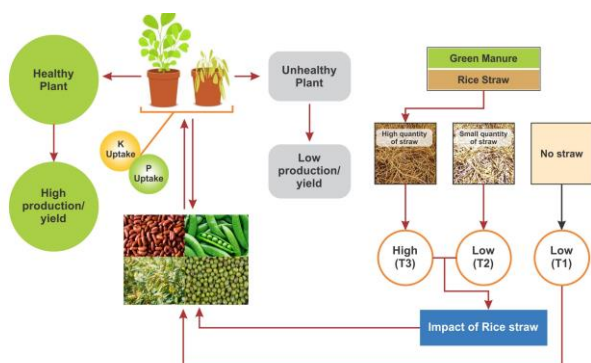 Healthy
Plant
High
production/
yield
K
Uptake
P
Uptake
Unhealthy
Plant
Low
production/
yield
Green Manure
Rice Straw
High quantity
of straw
Small quantity
of straw
No straw
High
(T3)
Low
(T2)
Low
(T1)
Impact of Rice straw